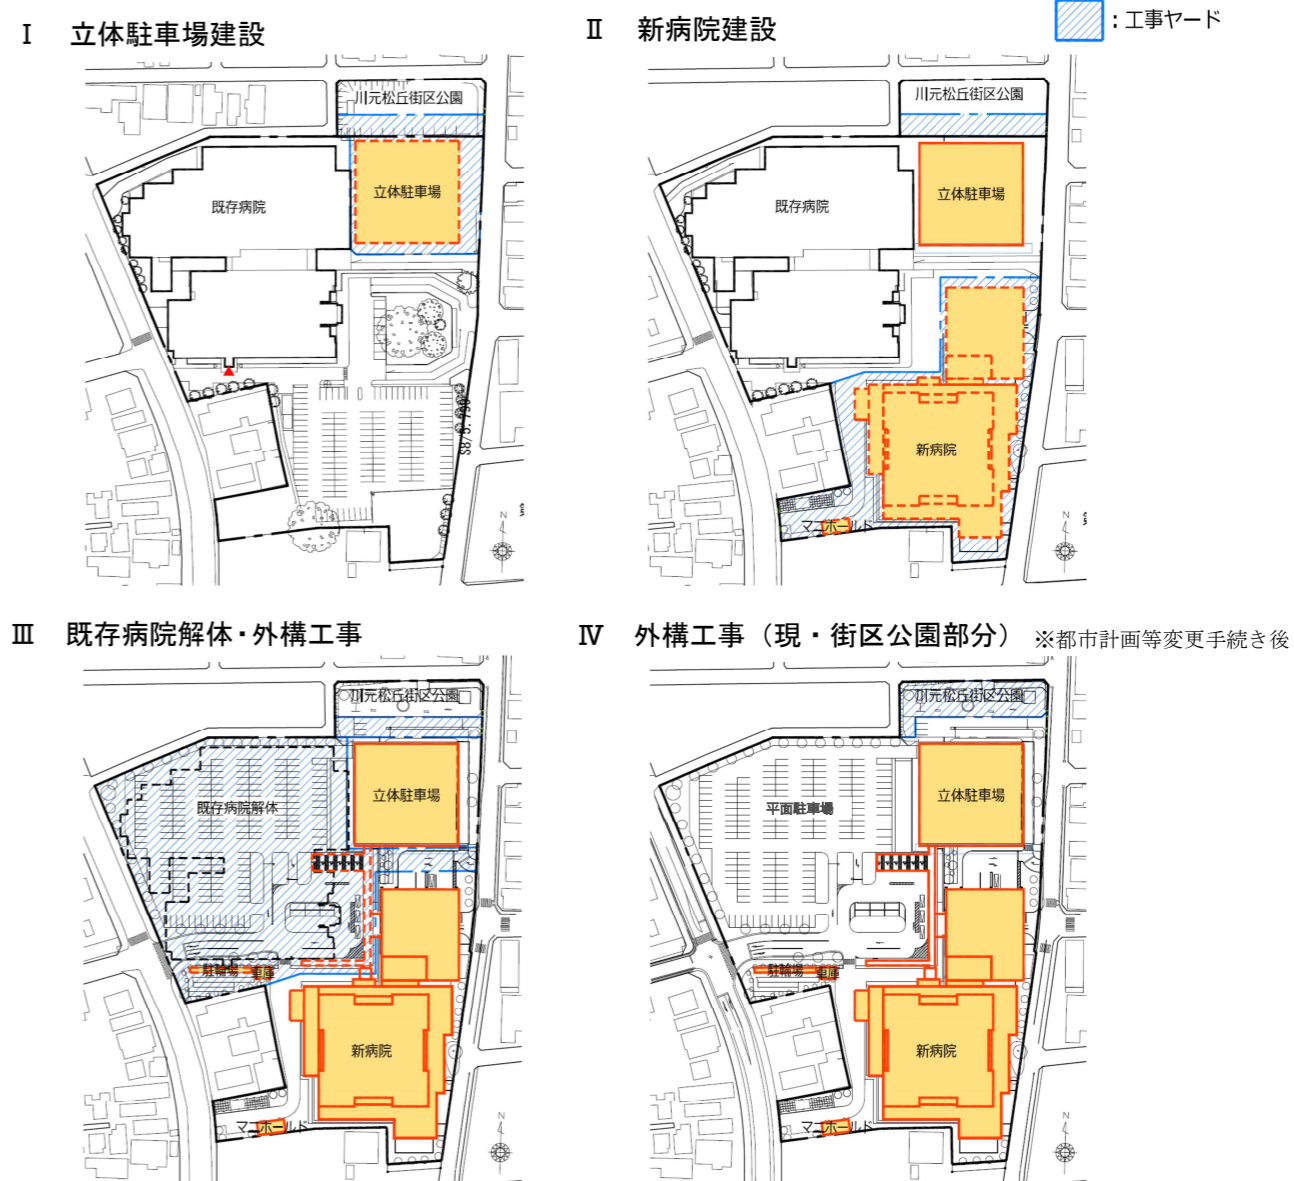 Ⅰ 立体駐車場建設
川元松丘街区公園
立体駐車場
既存病院
S8/5.790
N
Ⅱ 新病院建設
：工事ヤード
川元松丘街区公園
立体駐車場
既存病院
新病院
マニホールド
N
Ⅲ 既存病院解体・外構工事
川元松丘街区公園
立体駐車場
既存病院解体
駐輪場
車庫
新病院
マニホールド
N
Ⅳ 外構工事（現・街区公園部分） ※都市計画等変更手続き後
川元松丘街区公園
立体駐車場
平面駐車場
駐輪場
車庫
新病院
マニホールド
N